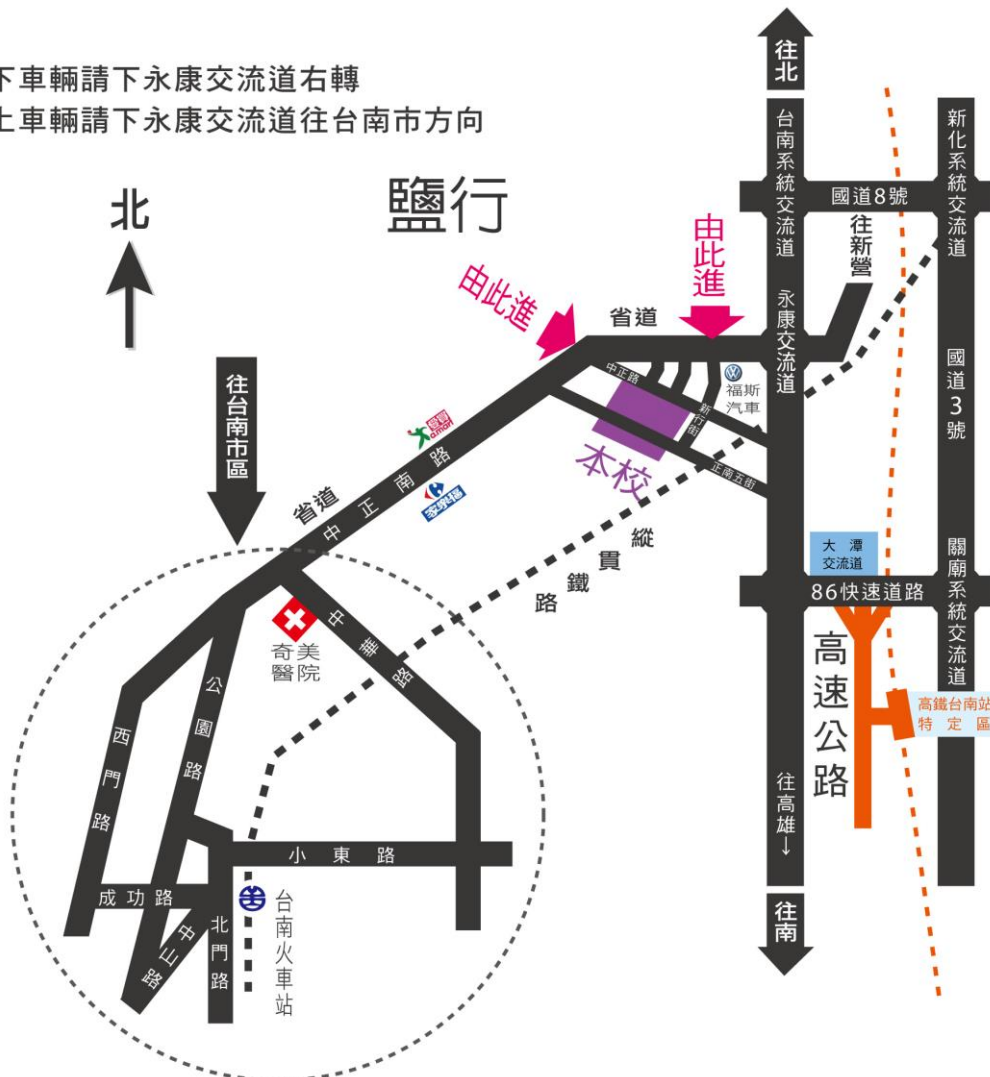 下車輛請下永康交流道右轉
上車輛請下永康交流道往台南市方向
北
鹽行
往北
台南系統交流道
新化系統交流道
國道8號
往新營
由此進
由此進
省道
永康交流道
國道3號
中正路
福斯
汽車
新行街
本校
正南五街
往台南市區
愛買
a.mart
家樂福
省道
中正南路
縱貫鐵路
大潭
交流道
86快速道路
關廟系統交流道
高速公路
高鐵台南站
特定區
奇美
醫院
中華路
公園路
西門路
小東路
成功路
中山路
北門路
台南火車站
往高雄↓
往南